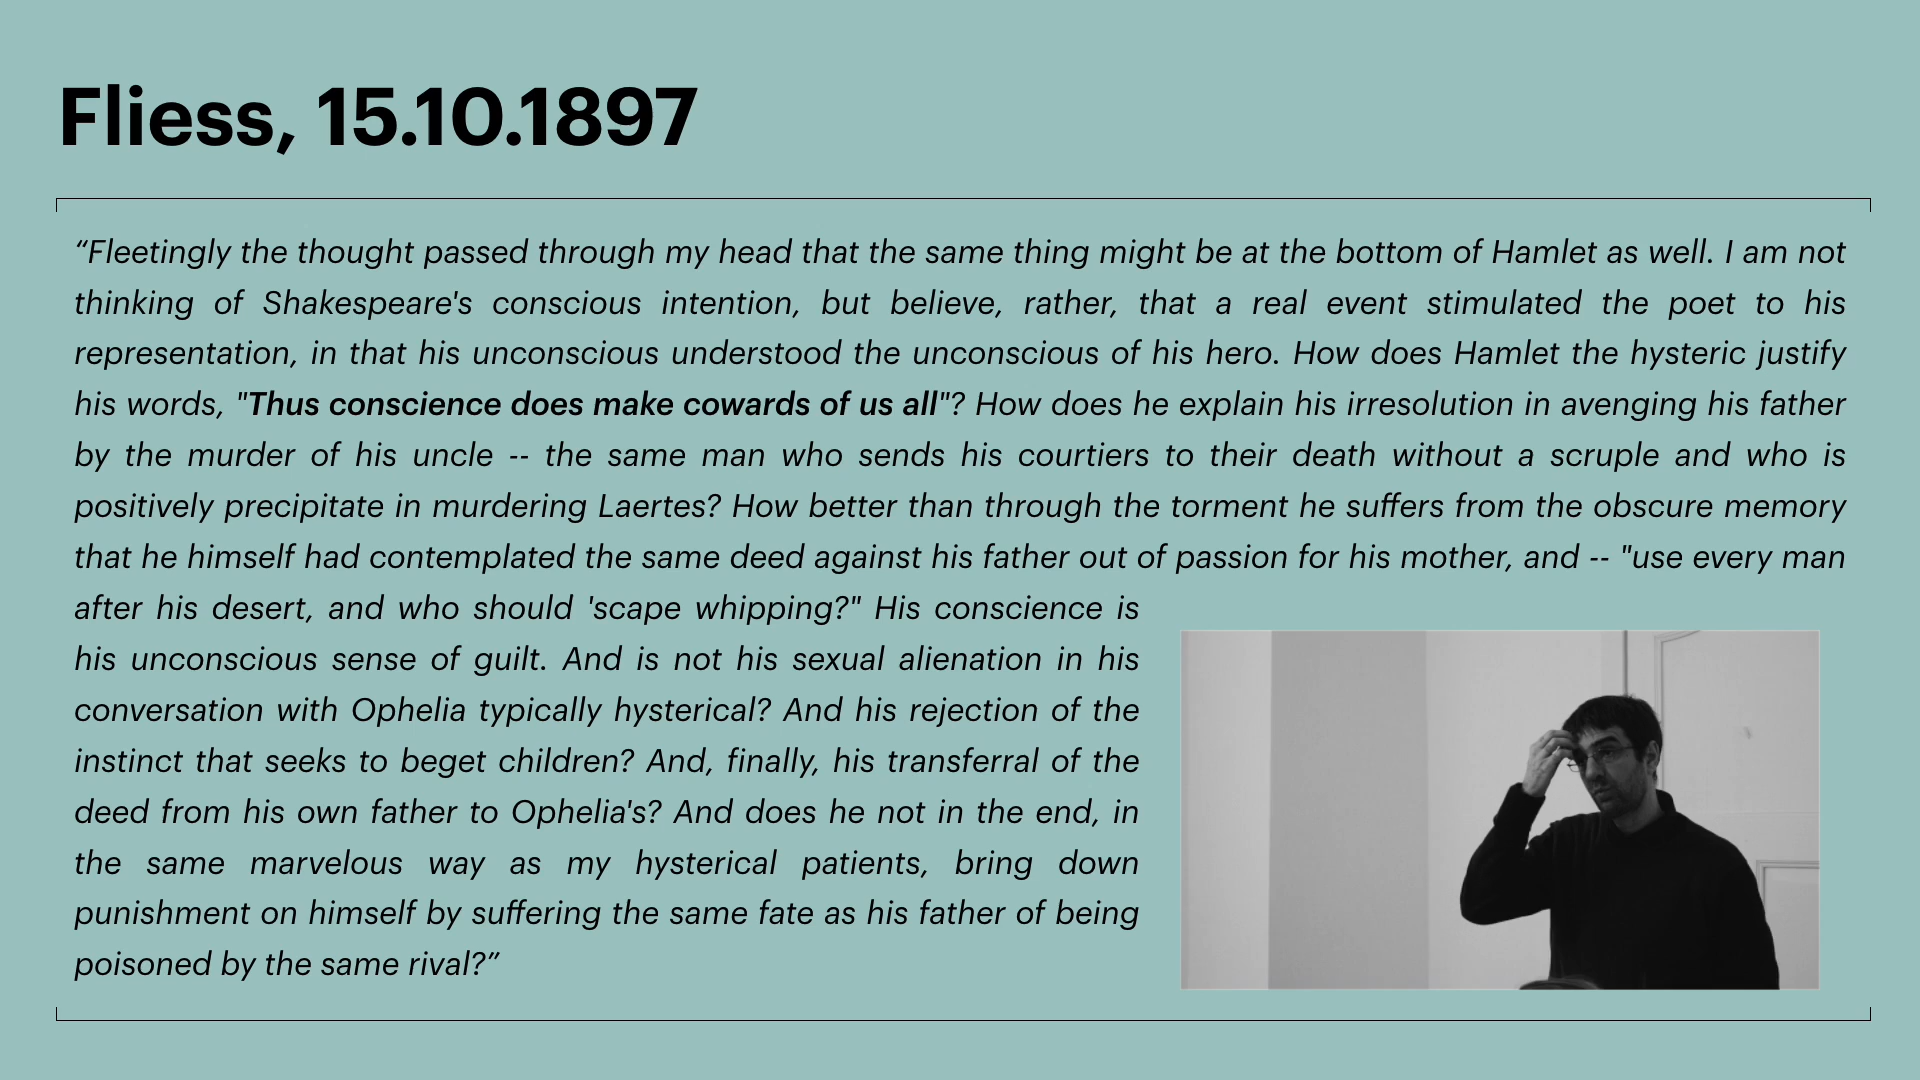 Fliess, 15.10.1897
“Fleetingly the thought passed through my head that the same thing might be at the bottom of Hamlet as well. I am not
thinking of Shakespeare's conscious intention, but believe, rather, that a real event stimulated the poet to his
representation, in that his unconscious understood the unconscious of his hero. How does Hamlet the hysteric justify
his words, "Thus conscience does make cowards of us all"? How does he explain his irresolution in avenging his father
by the murder of his uncle -- the same man who sends his courtiers to their death without a scruple and who is
positively precipitate in murdering Laertes? How better than through the torment he suffers from the obscure memory
that he himself had contemplated the same deed against his father out of passion for his mother, and -- "use every man
after his desert, and who should 'scape whipping?" His conscience is
his unconscious sense of guilt. And is not his sexual alienation in his
conversation with Ophelia typically hysterical? And his rejection of the
instinct that seeks to beget children? And, finally, his transferral of the
deed from his own father to Ophelia's? And does he not in the end, in
the same marvelous way as my hysterical patients, bring down
punishment on himself by suffering the same fate as his father of being
poisoned by the same rival?”